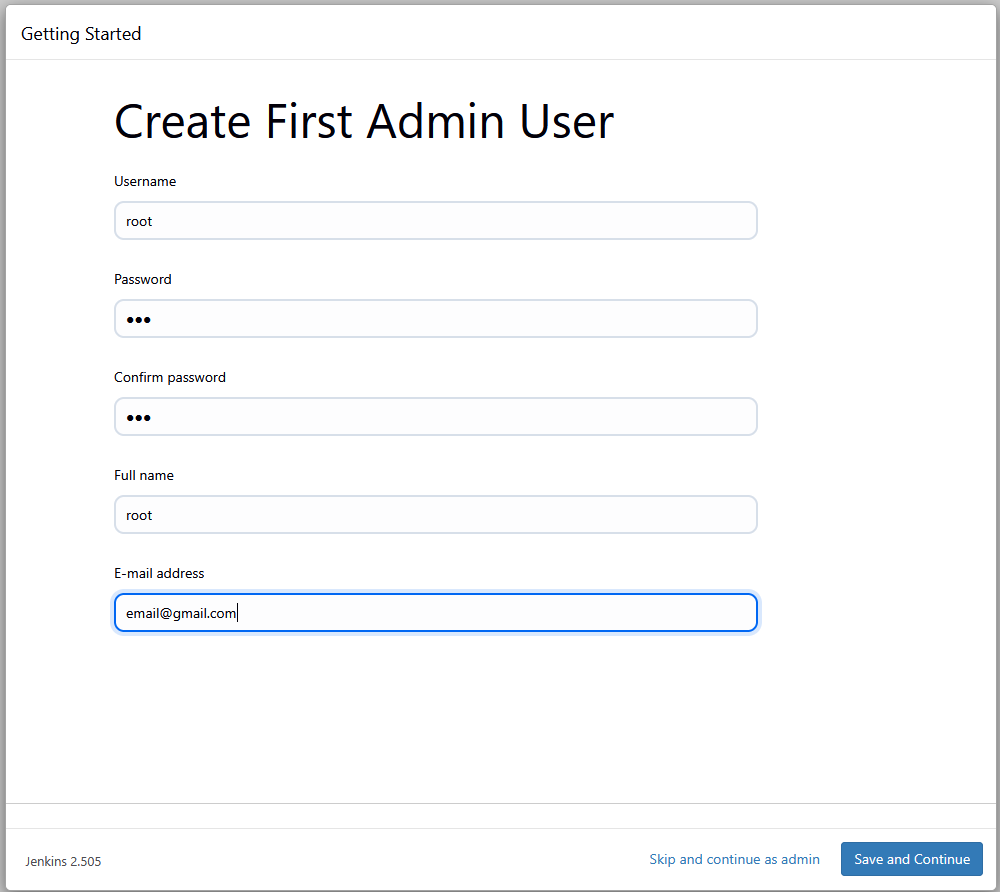 Getting Started
Create First Admin User
Username
root
Password
•••
Confirm password
•••
Full name
root
E-mail address
email@gmail.com
Jenkins 2.505
Skip and continue as admin
Save and Continue